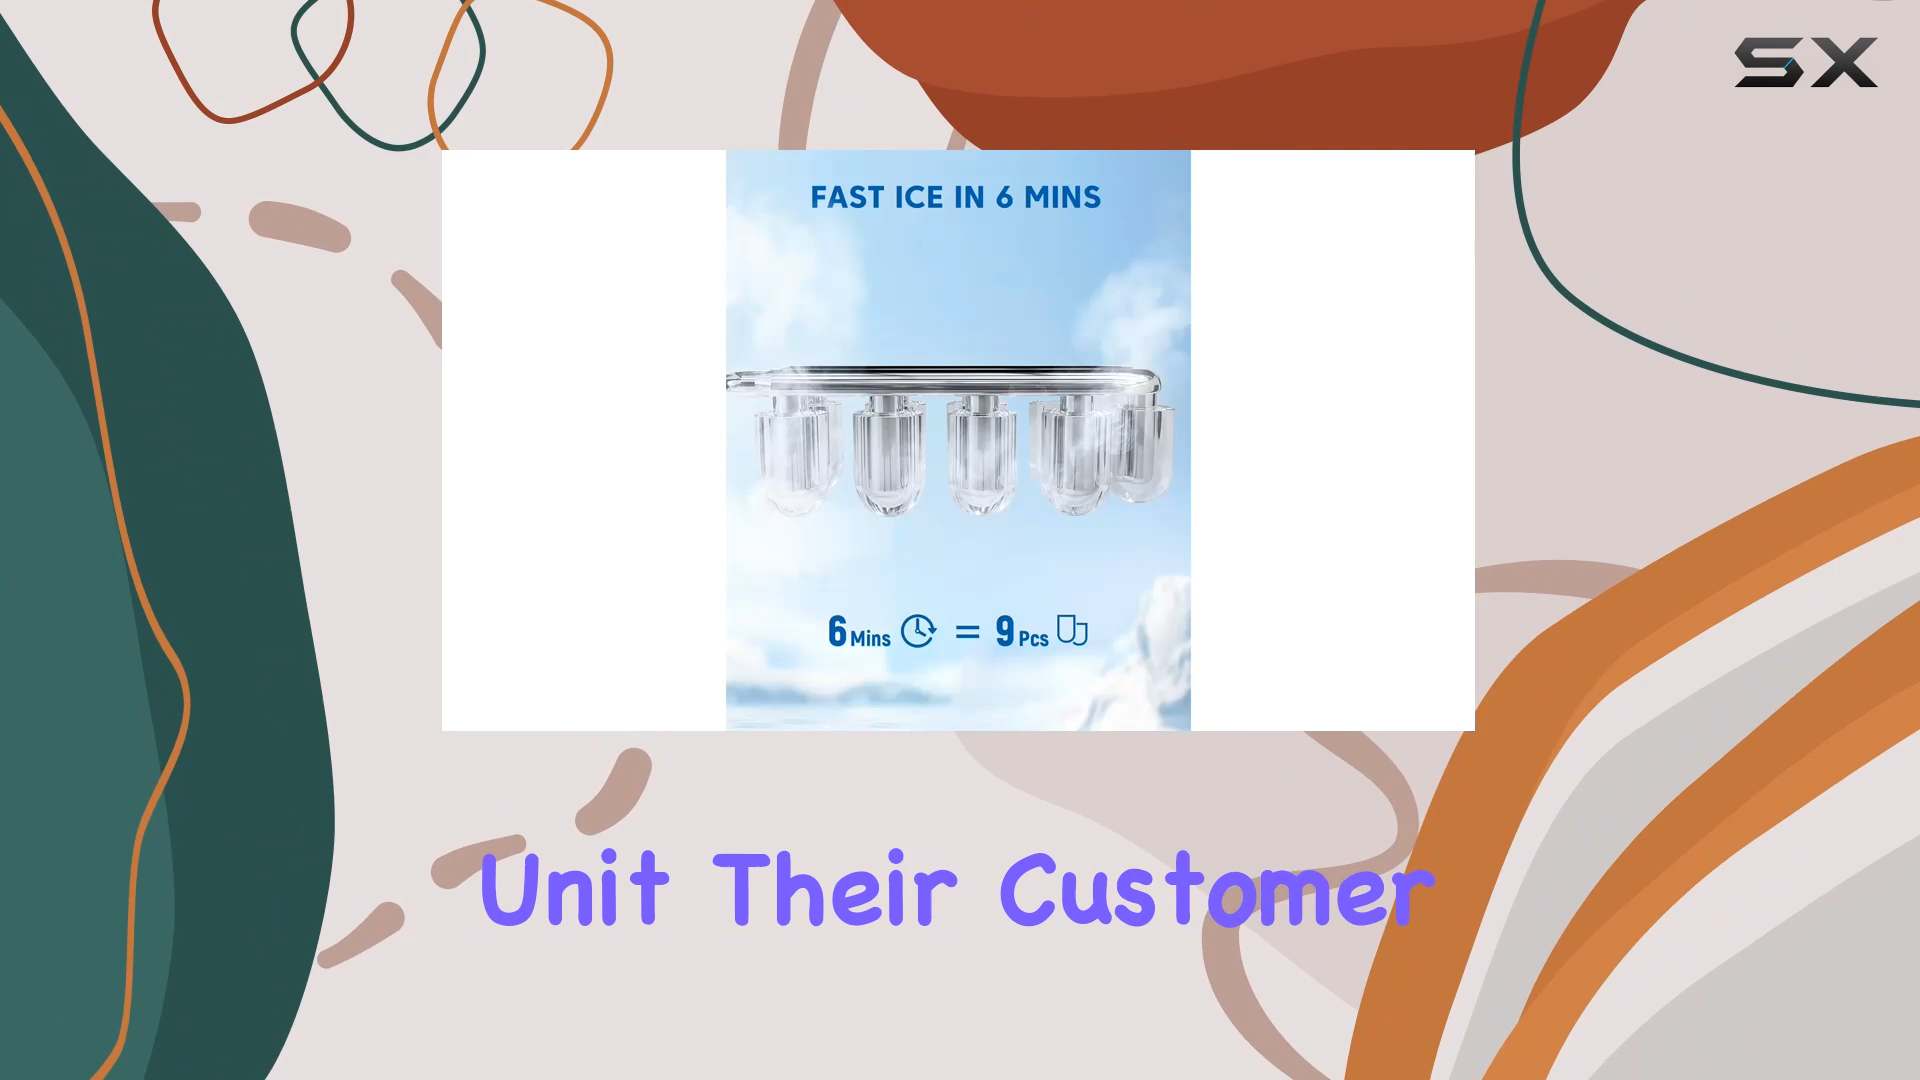 SX
FAST ICE IN 6 MINS
6 Mins = 9 Pcs
Unit Their Customer